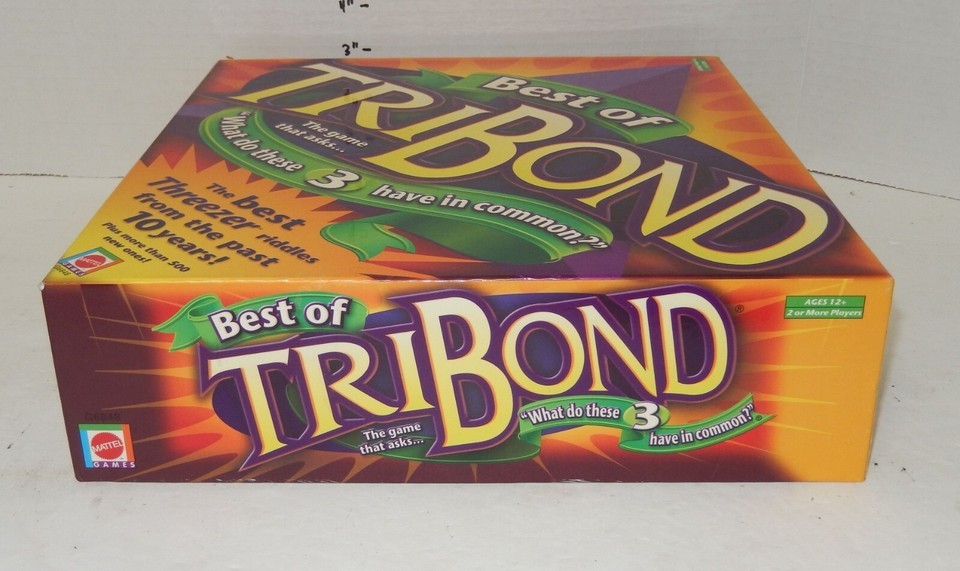 4"-
3"-
Best of
TRIBOND
The game
that asks...
"What do these 3 have in common?"
The best
Threezer riddles
from the past
10 years!
Plus more than 500
new ones!
MATTEL
Best of
TRIBOND®
The game
that asks...
"What do these 3 have in common?"
AGES 12+
2 or More Players
MATTEL
GAMES